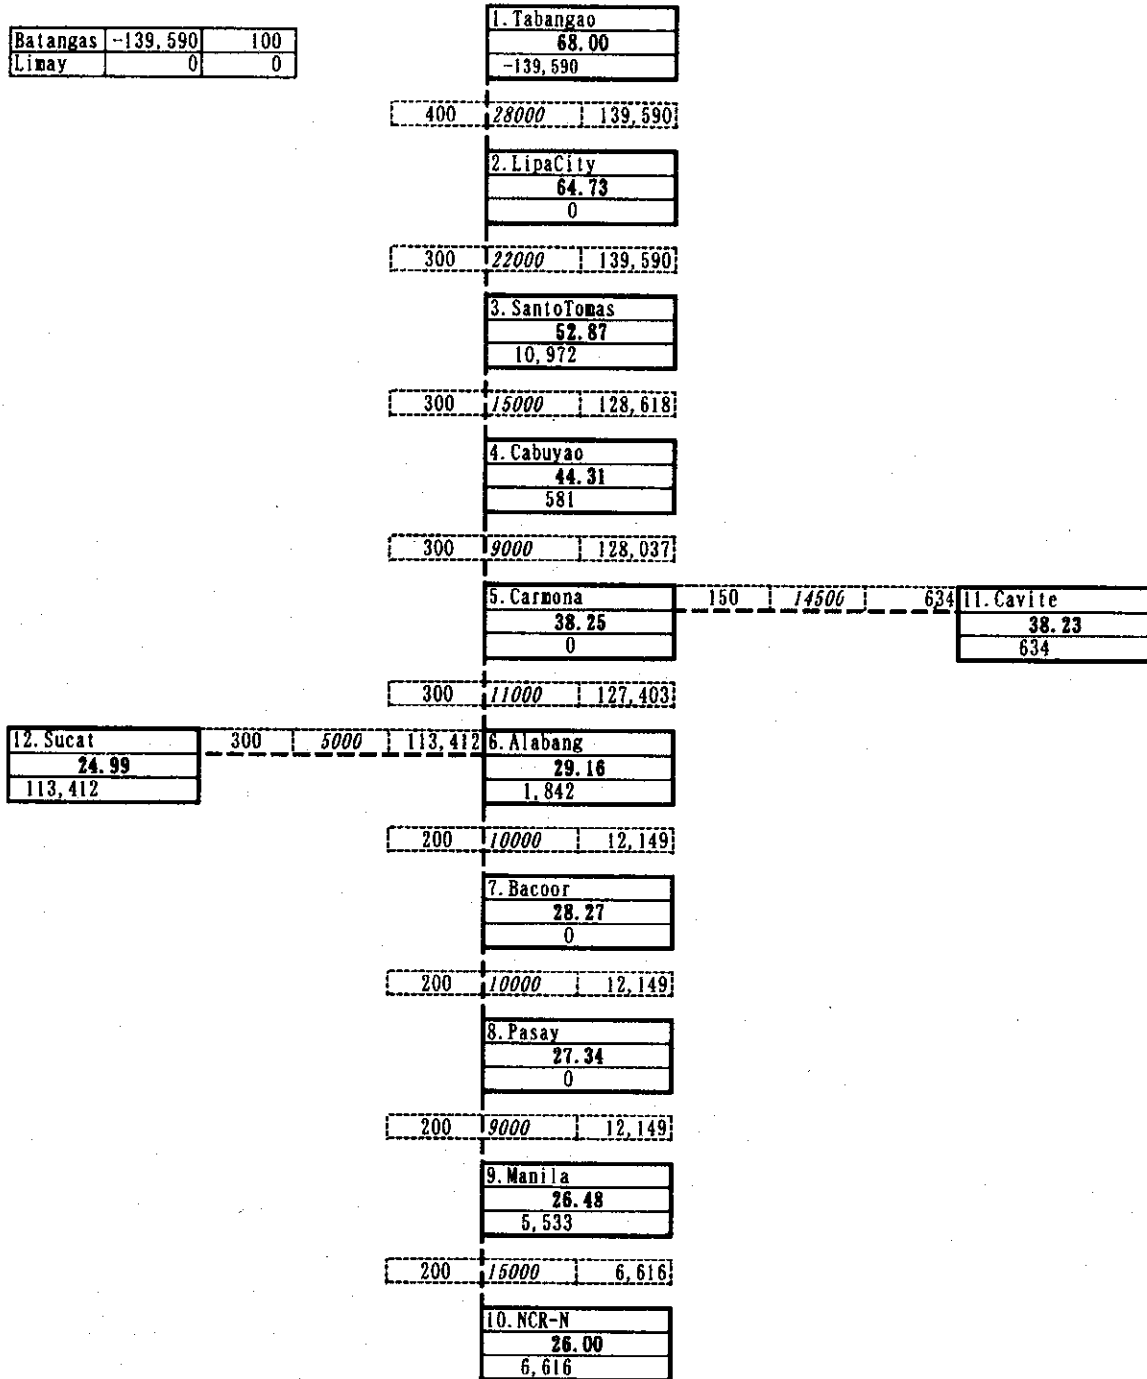 1. Tabangao
68.00
-139,590
Batangas -139,590 100
Limay 0 0
400 28000 139,590
2. LipaCity
64.73
0
300 22000 139,590
3. SantoTomas
52.87
10,972
300 15000 128,618
4. Cabuyao
44.31
581
300 9000 128,037
5. Carmona 150 14500 634 11. Cavite
38.25 38.23
0 634
300 11000 127,403
12. Sucat 300 5000 113,412 6. Alabang
24.99 29.16
113,412 1,842
200 10000 12,149
7. Bacoor
28.27
0
200 10000 12,149
8. Pasay
27.34
0
200 9000 12,149
9. Manila
26.48
5,533
200 15000 6,616
10. NCR-N
26.00
6,616